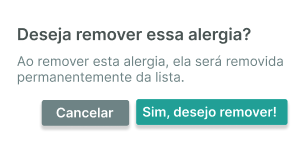 Deseja remover essa alergia?
Ao remover esta alergia, ela será removida
permanentemente da lista.
Cancelar
Sim, desejo remover!